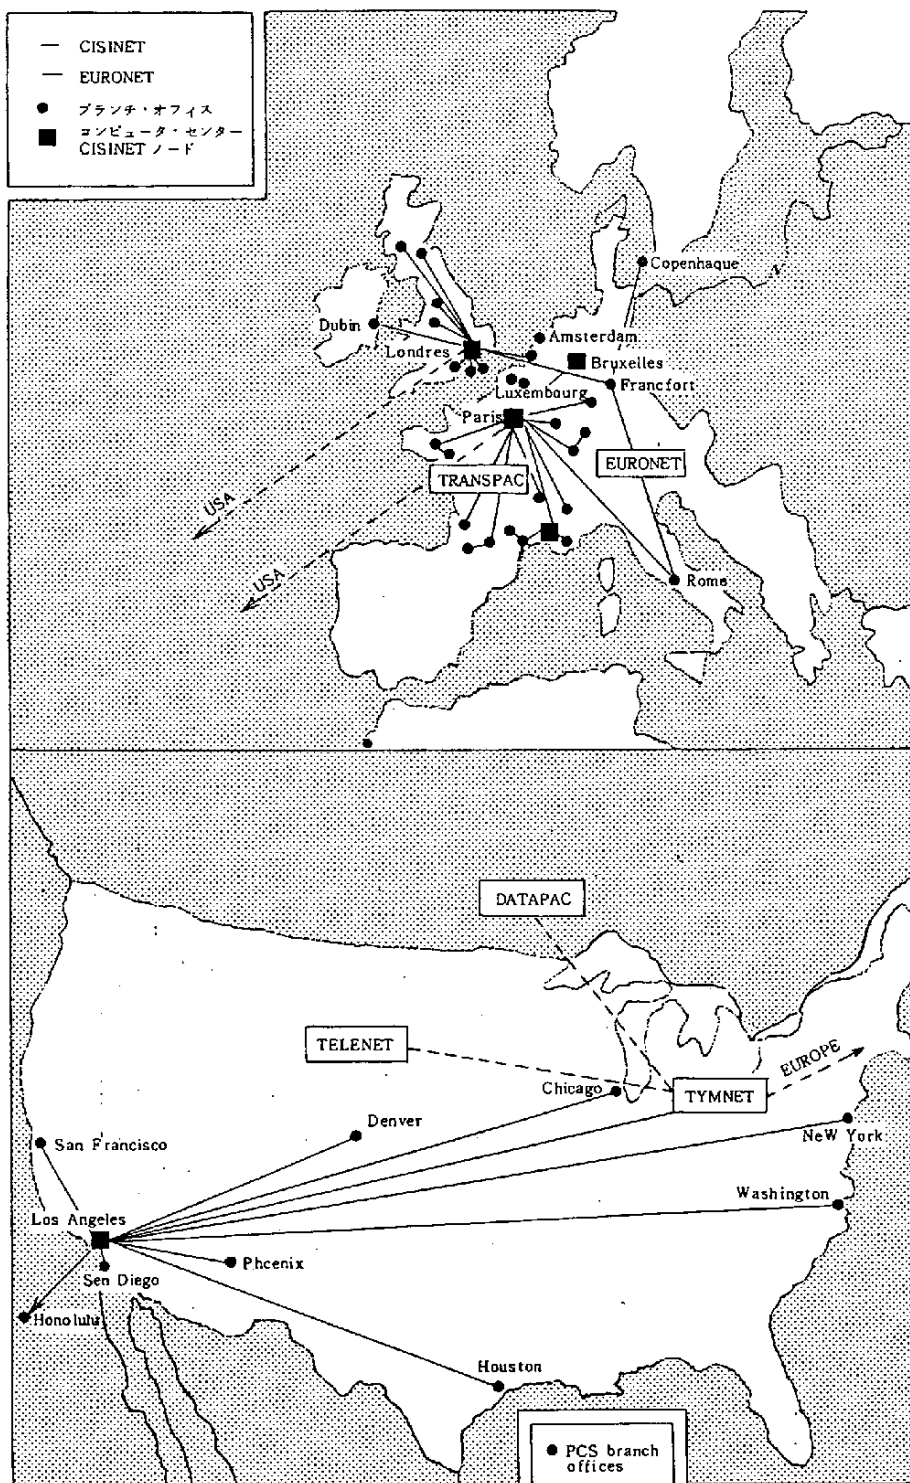 CISINET
EURONET
ブランチ・オフィス
コンピュータ・センター
CISINET ノード
Copenhaque
Dubin
Amsterdam
Londres
Bruxelles
Francfort
Luxembourg
Paris
EURONET
TRANSPAC
USA
USA
Rome
DATAPAC
TELENET
EUROPE
Chicago
TYMNET
Denver
NeW York
San Francisco
Washington
Los Angeles
Phcenix
Sen Diego
Honolulu
Houston
PCS branch
offices